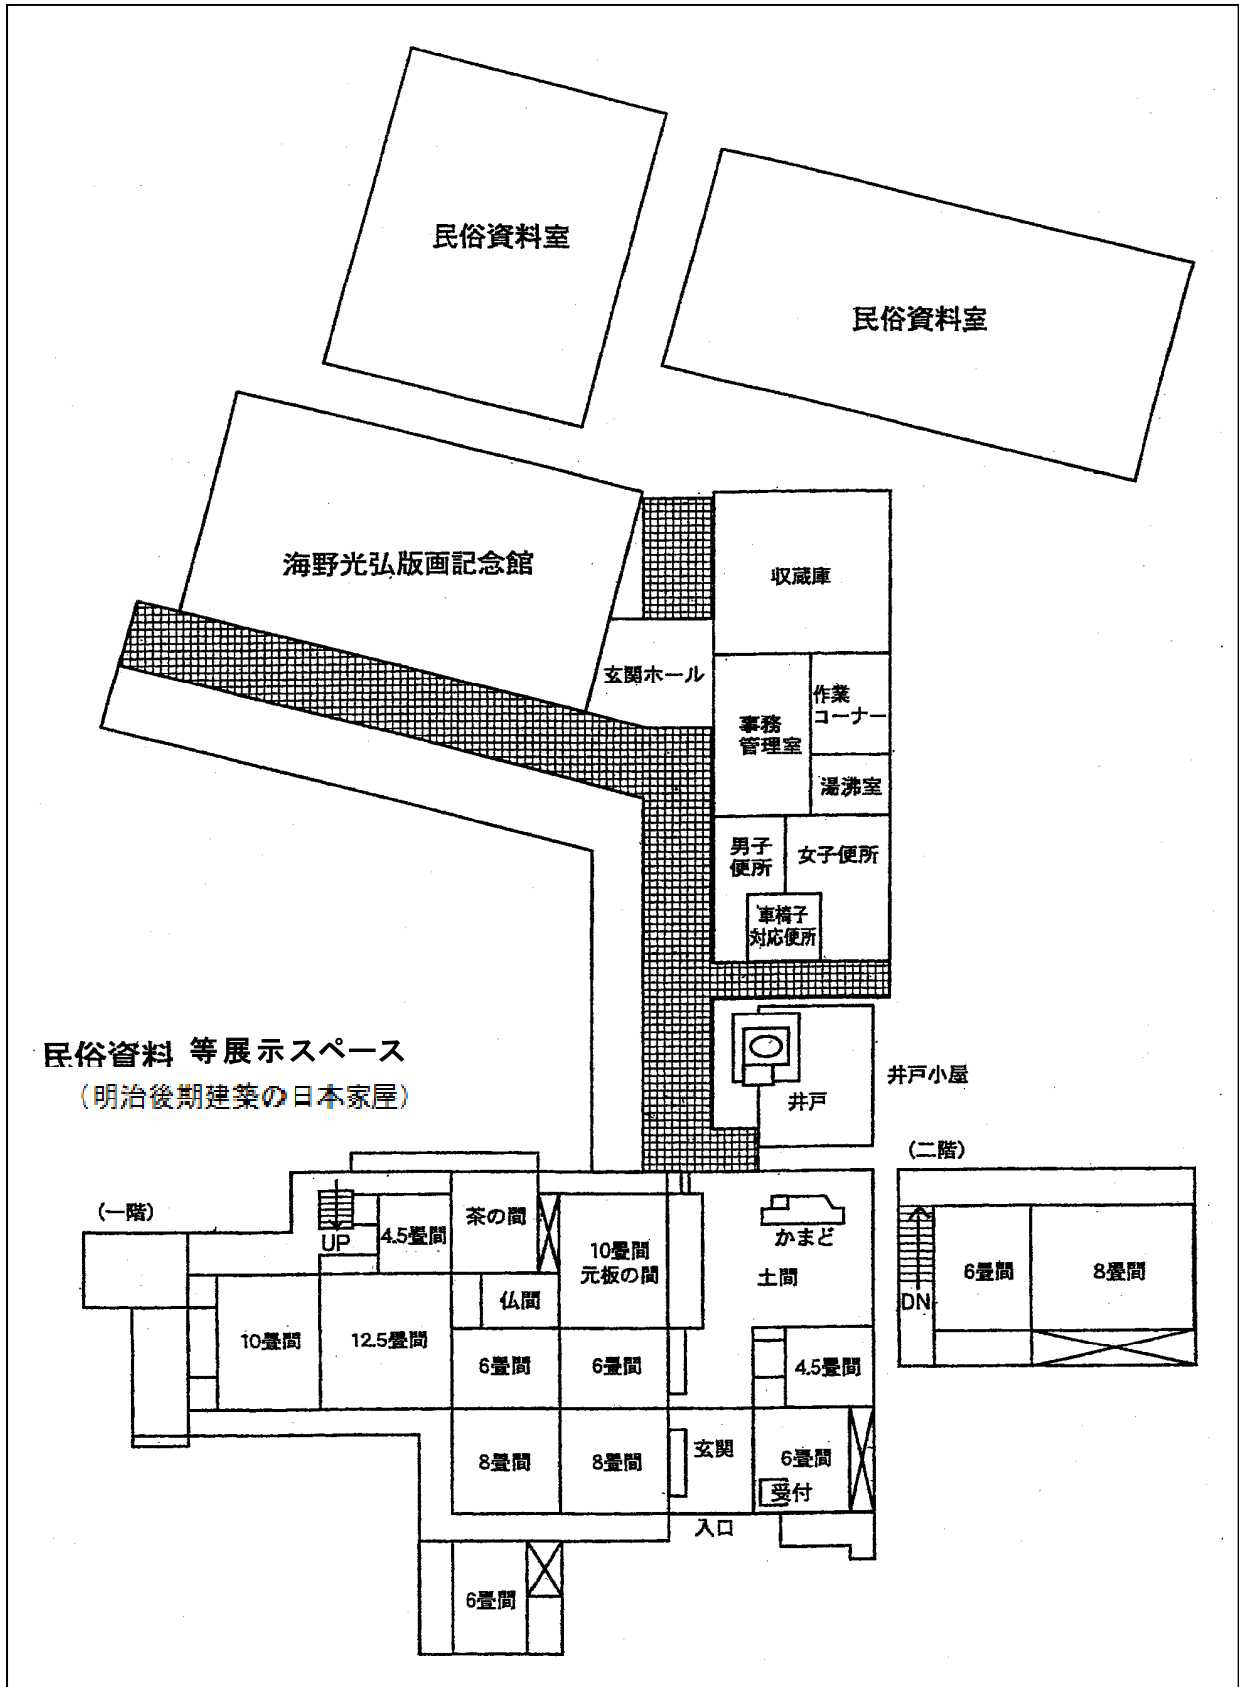 民俗資料室
民俗資料室
海野光弘版画記念館
収蔵庫
玄関ホール
作業
コーナー
事務
管理室
湯沸室
男子
便所
女子便所
車椅子
対応便所
民俗資料 等展示スペース
（明治後期建築の日本家屋）
井戸小屋
井戸
（二階）
（一階）
UP
4.5畳間
茶の間
10畳間
元板の間
かまど
土間
仏間
10畳間
12.5畳間
6畳間
6畳間
4.5畳間
DN
6畳間
8畳間
8畳間
8畳間
玄関
6畳間
受付
入口
6畳間